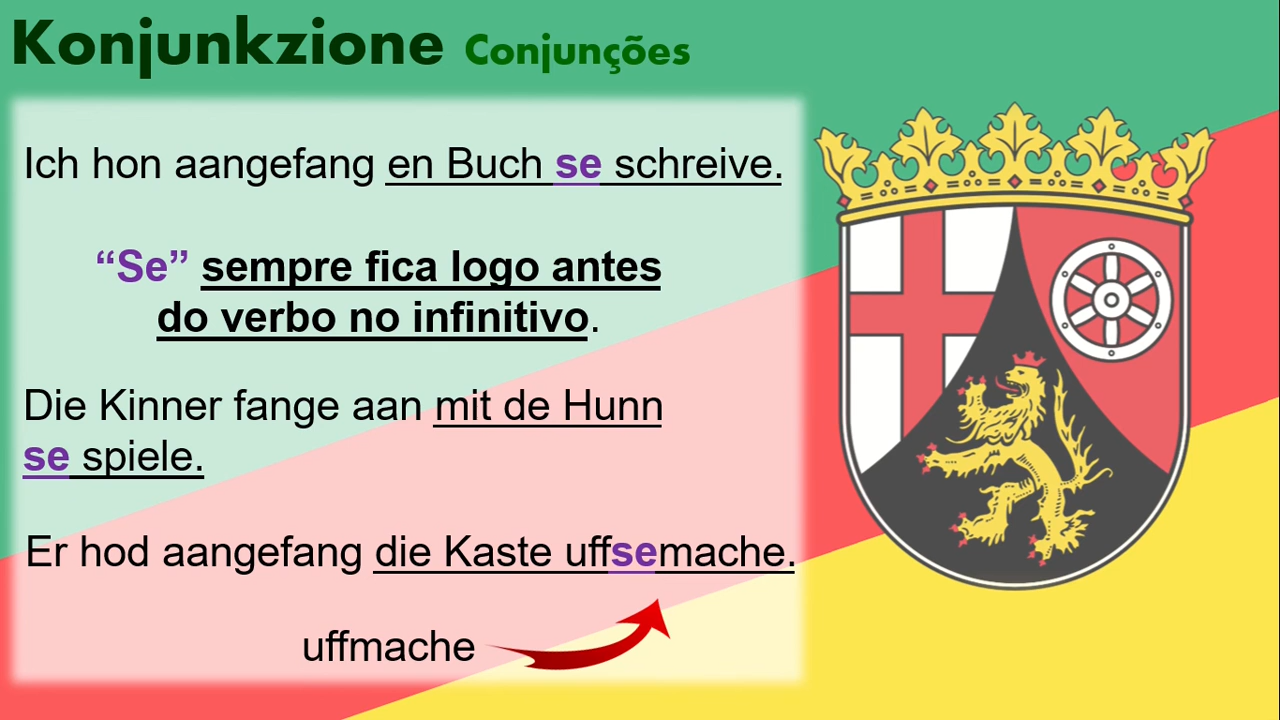 Konjunkzione Conjunções
Ich hon aangefang en Buch se schreive.
“Se” sempre fica logo antes
do verbo no infinitivo.
Die Kinner fange aan mit de Hunn
se spiele.
Er hod aangefang die Kaste uffsemache.
uffmache